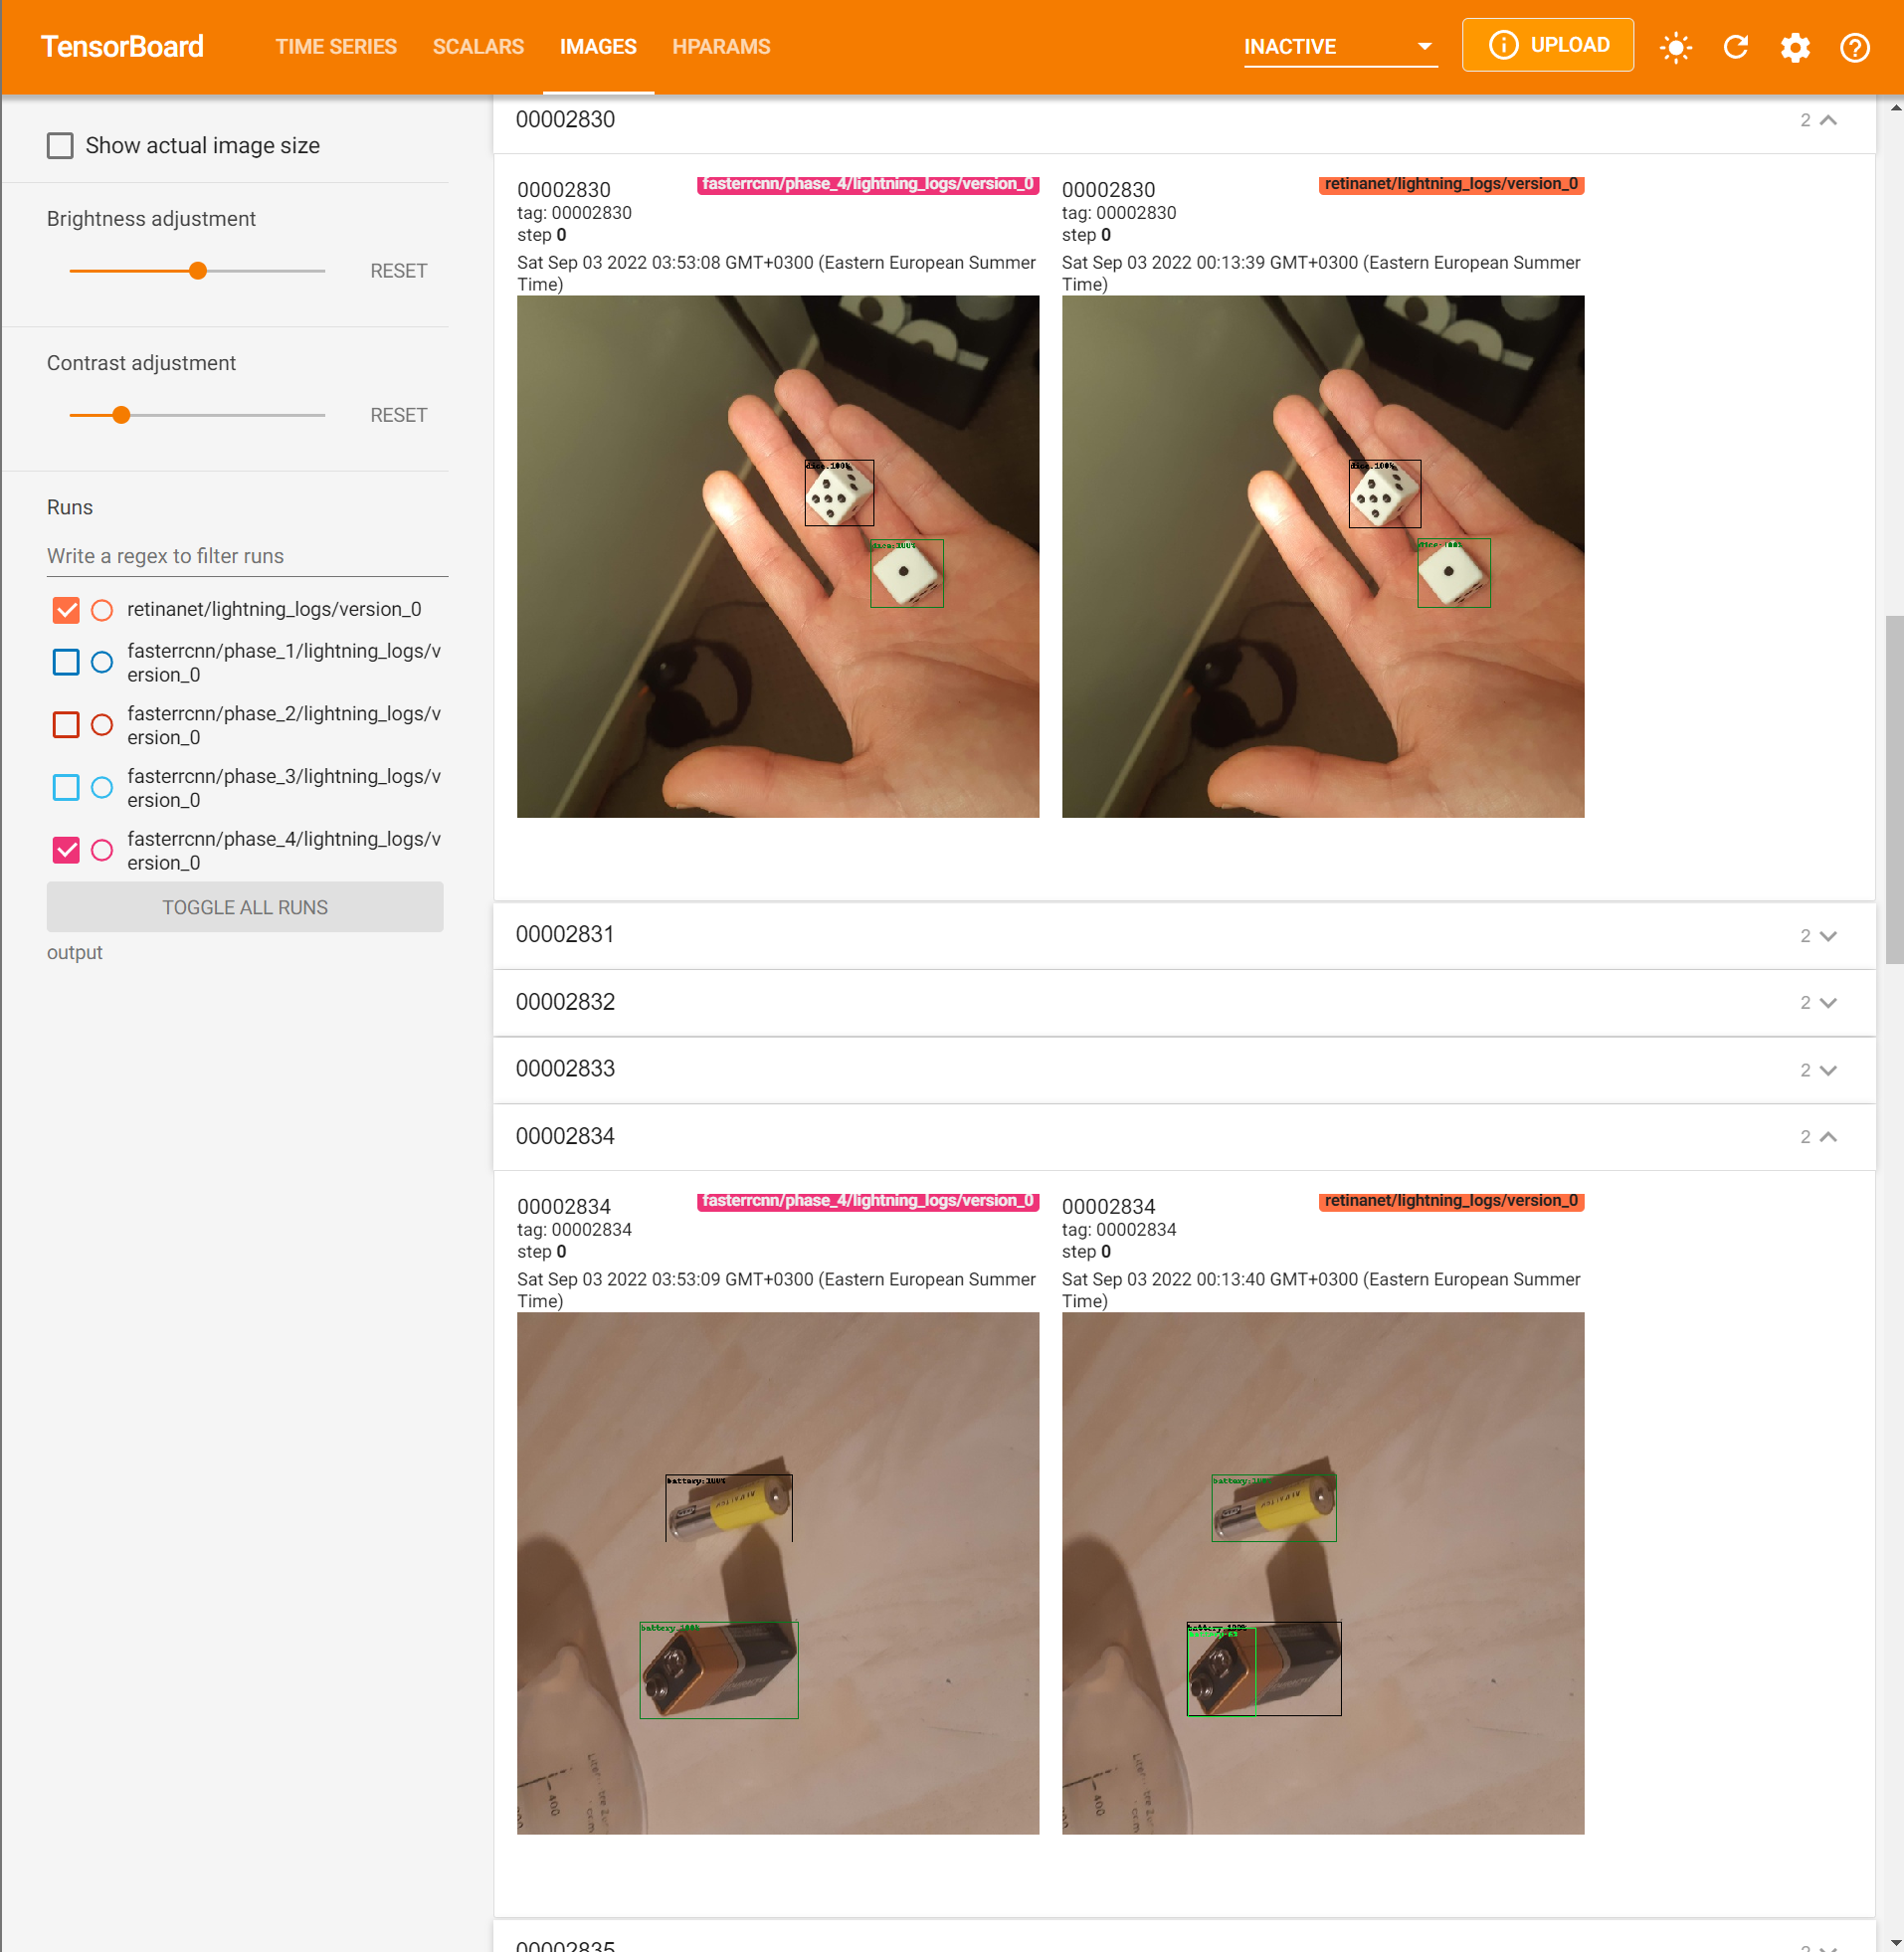 TensorBoard
TIME SERIES
SCALARS
IMAGES
HPARAMS
INACTIVE
UPLOAD
Show actual image size
Brightness adjustment
RESET
Contrast adjustment
RESET
Runs
Write a regex to filter runs
retinanet/lightning_logs/version_0
fasterrcnn/phase_1/lightning_logs/v
ersion_0
fasterrcnn/phase_2/lightning_logs/v
ersion_0
fasterrcnn/phase_3/lightning_logs/v
ersion_0
fasterrcnn/phase_4/lightning_logs/v
ersion_0
TOGGLE ALL RUNS
output
00002830
2
00002830
fasterrcnn/phase_4/lightning_logs/version_0
tag: 00002830
step 0
Sat Sep 03 2022 03:53:08 GMT+0300 (Eastern European Summer
Time)
dice:100%
dice:100%
00002830
retinanet/lightning_logs/version_0
tag: 00002830
step 0
Sat Sep 03 2022 00:13:39 GMT+0300 (Eastern European Summer
Time)
dice:100%
dice:100%
00002831
2
00002832
2
00002833
2
00002834
2
00002834
fasterrcnn/phase_4/lightning_logs/version_0
tag: 00002834
step 0
Sat Sep 03 2022 03:53:09 GMT+0300 (Eastern European Summer
Time)
battery:100%
battery:100%
400
00002834
retinanet/lightning_logs/version_0
tag: 00002834
step 0
Sat Sep 03 2022 00:13:40 GMT+0300 (Eastern European Summer
Time)
battery:100%
battery:100%
400
00002835
2